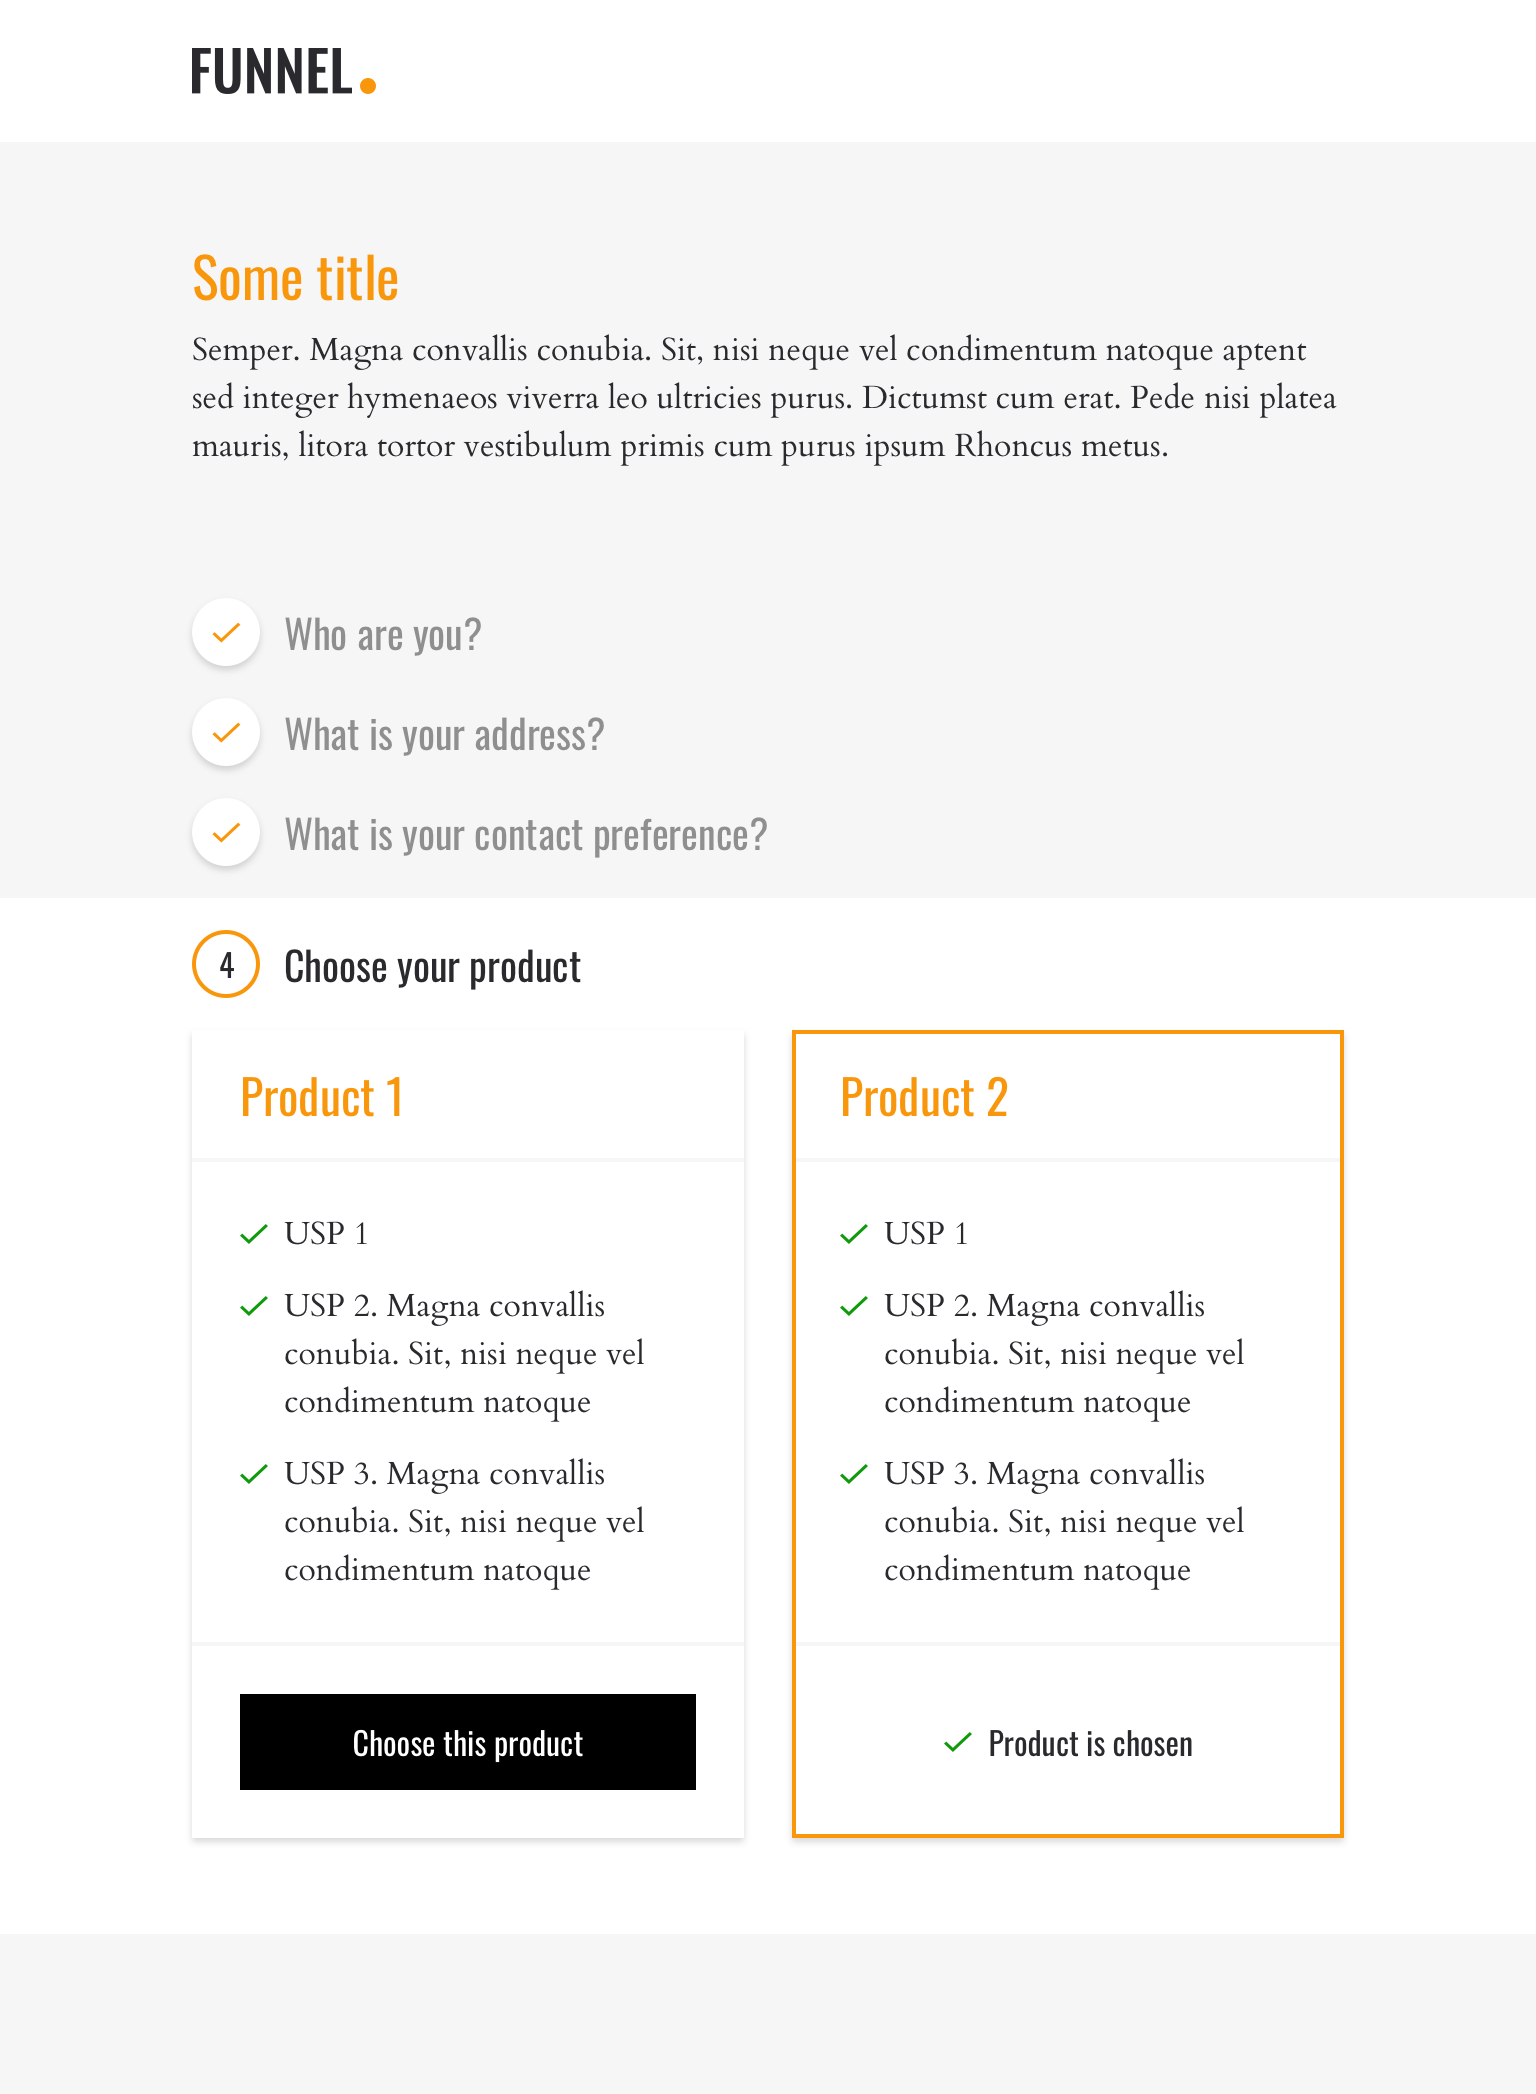 FUNNEL.
Some title
Semper. Magna convallis conubia. Sit, nisi neque vel condimentum natoque aptent
sed integer hymenaeos viverra leo ultricies purus. Dictumst cum erat. Pede nisi platea
mauris, litora tortor vestibulum primis cum purus ipsum Rhoncus metus.
Who are you?
What is your address?
What is your contact preference?
4 Choose your product
Product 1
USP 1
USP 2. Magna convallis
conubia. Sit, nisi neque vel
condimentum natoque
USP 3. Magna convallis
conubia. Sit, nisi neque vel
condimentum natoque
Choose this product
Product 2
USP 1
USP 2. Magna convallis
conubia. Sit, nisi neque vel
condimentum natoque
USP 3. Magna convallis
conubia. Sit, nisi neque vel
condimentum natoque
Product is chosen